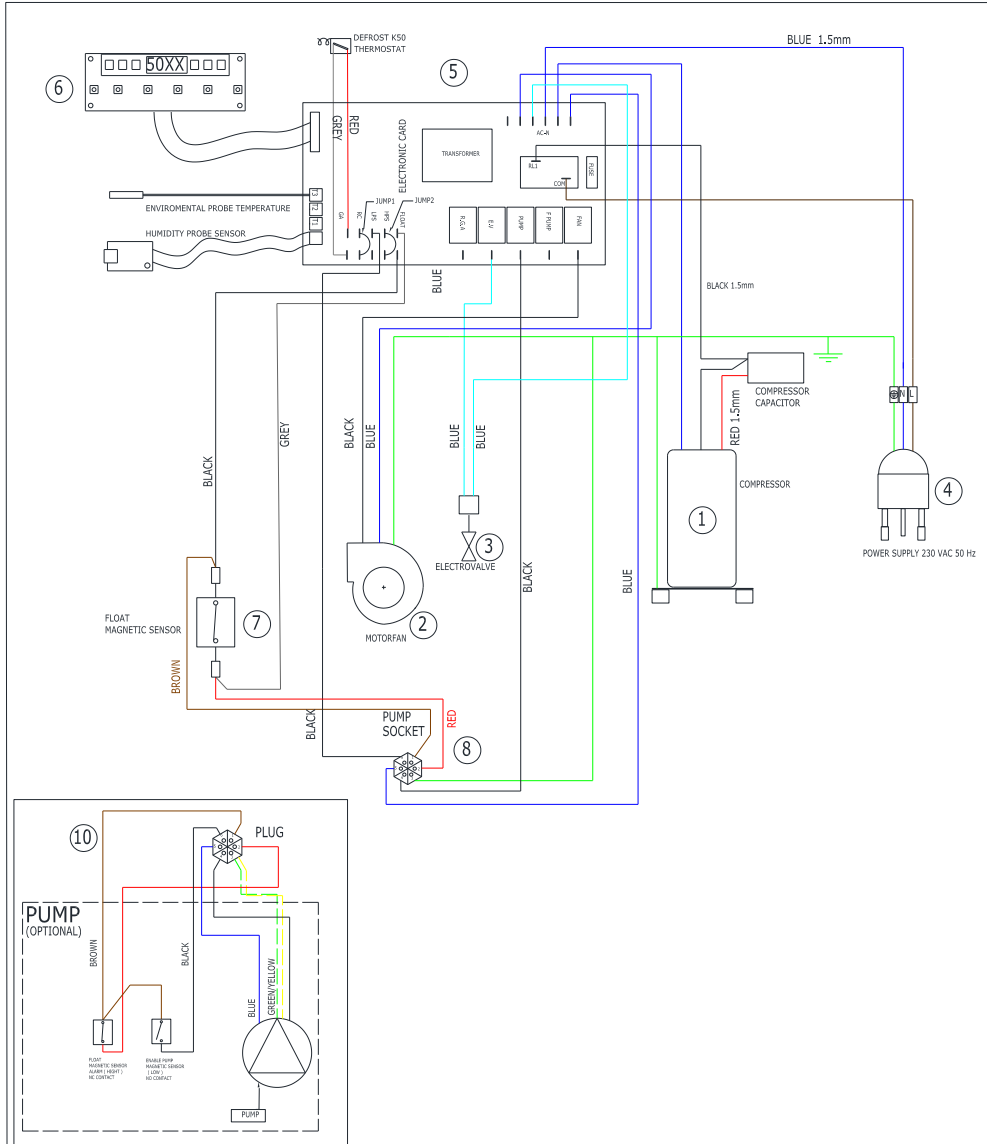 BLUE 1.5mm
DEFROST K50
THERMOSTAT
50XX
6
5
RED
GREY
ELECTRONIC CARD
TRANSFORMER
AC-N
RL1
COM
FUSE
T3
T2
T1
ENVIROMENTAL PROBE TEMPERATURE
HUMIDITY PROBE SENSOR
JUMP1
JUMP2
GA
RC
LPS
HPS
FLOAT
R.G.A
E.V
PUMP
F.PUMP
FAN
BLUE
BLACK 1.5mm
COMPRESSOR
CAPACITOR
RED 1.5mm
N
L
GREY
BLACK
BLUE
BLUE
BLUE
BLACK
COMPRESSOR
1
4
POWER SUPPLY 230 VAC 50 Hz
3
ELECTROVALVE
BLACK
BLUE
2
MOTORFAN
FLOAT
MAGNETIC SENSOR
7
BROWN
BLACK
PUMP
SOCKET
RED
8
10
PLUG
PUMP
(OPTIONAL)
BROWN
BLACK
BLUE
GREEN/YELLOW
FLOAT
MAGNETIC SENSOR
ALARM ( HIGHT )
NC CONTACT
ENABLE PUMP
MAGNETIC SENSOR
( LOW )
NO CONTACT
PUMP